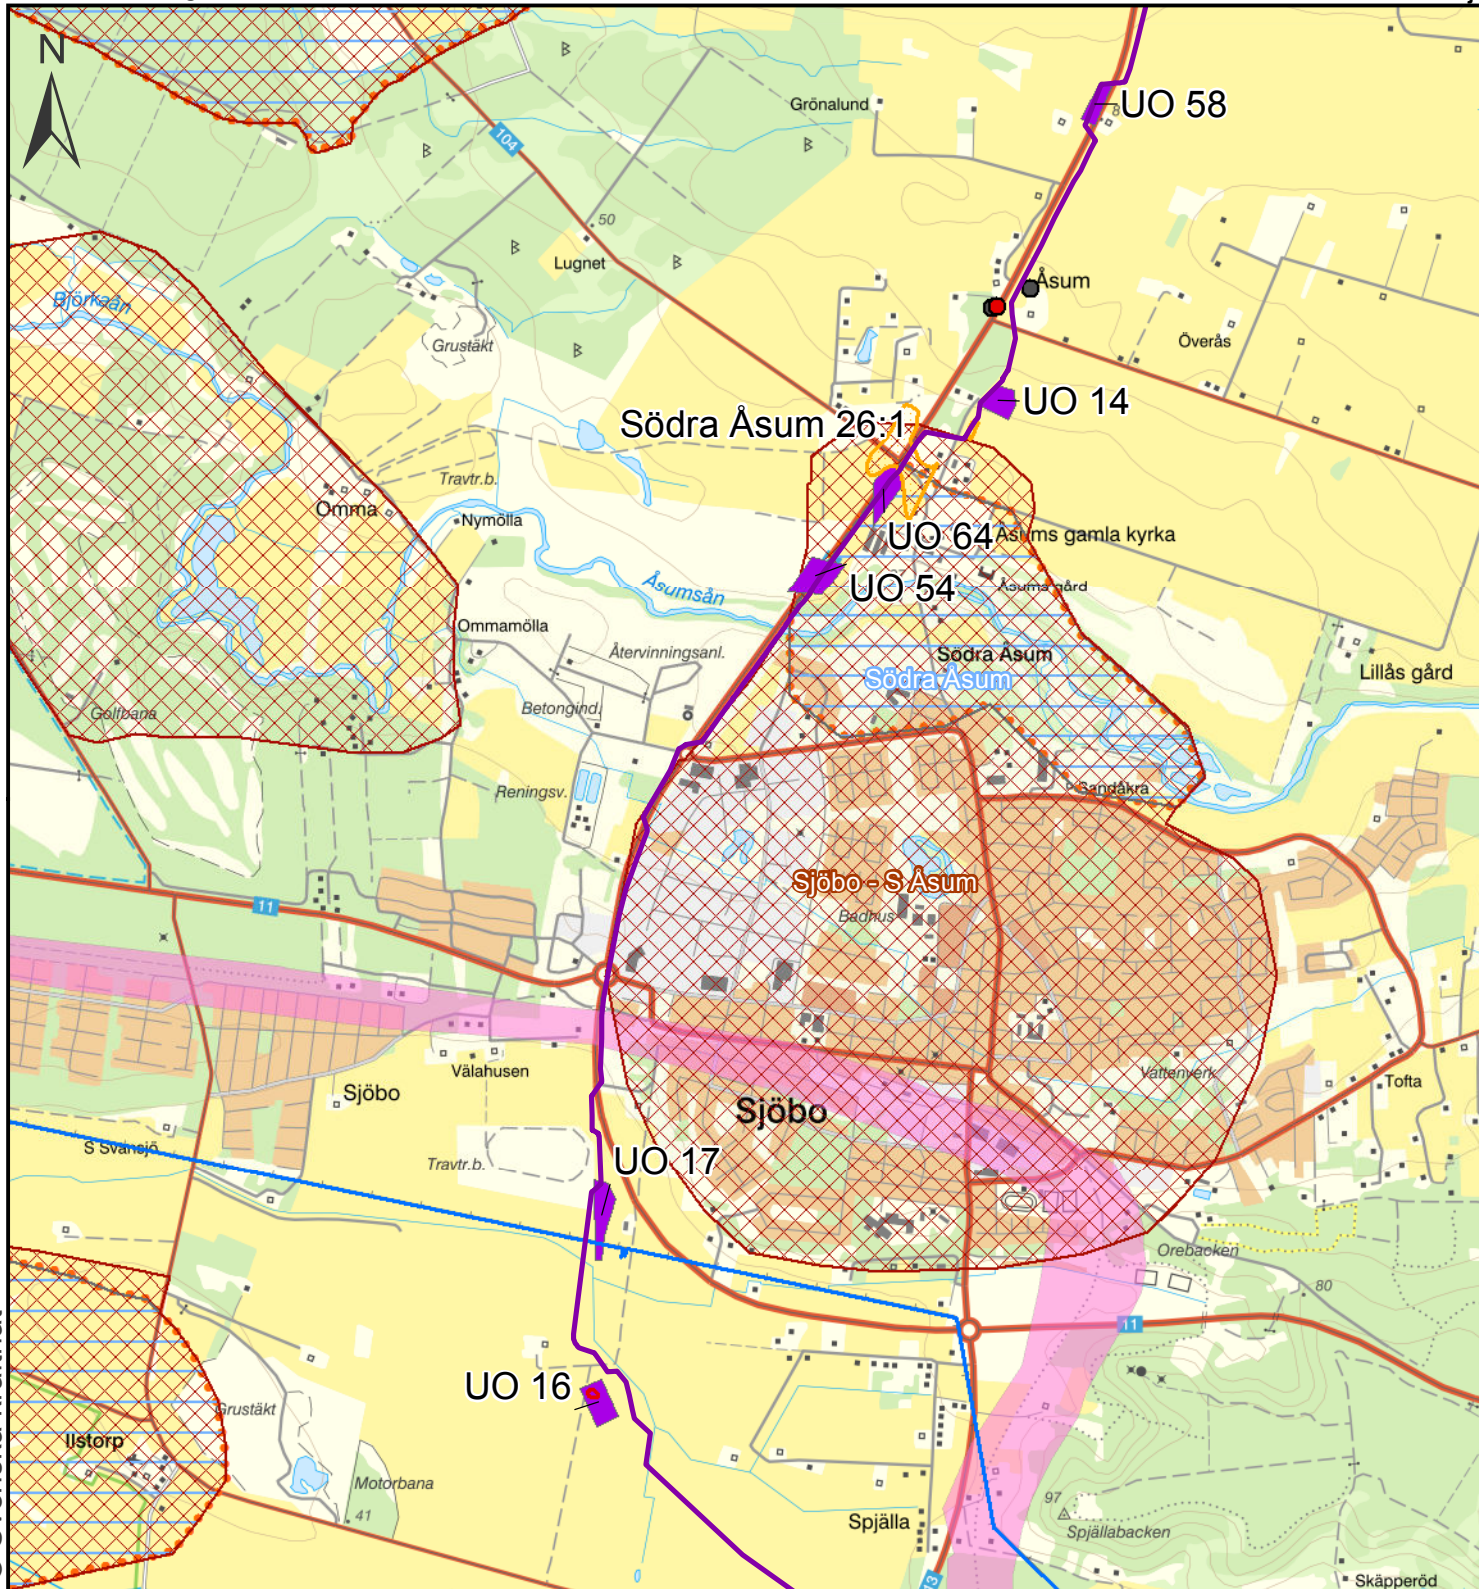 N
104
Grönalund
UO 58
8
50
Lugnet
Björkaån
Åsum
Grustäkt
Överås
UO 14
Södra Åsum 26:1
Travtr.b.
Omma
Nymölla
UO 64
Åsums gamla kyrka
Åsumsån
UO 54
Åsums gård
Ommamölla
Återvinningsanl.
Södra Åsum
Södra Åsum
Lillås gård
Golfbana
Betongind.
Reningsv.
Sandåkra
Sjöbo - S Åsum
11
Badhus
Välahusen
Vattenverk
Tofta
Sjöbo
Sjöbo
S Svansjö
Travtr.b.
UO 17
Orebacken
80
11
UO 16
Grustäkt
Ilstorp
Motorbana
41
97
Spjälla
Spjällabacken
13
Skäpperöd